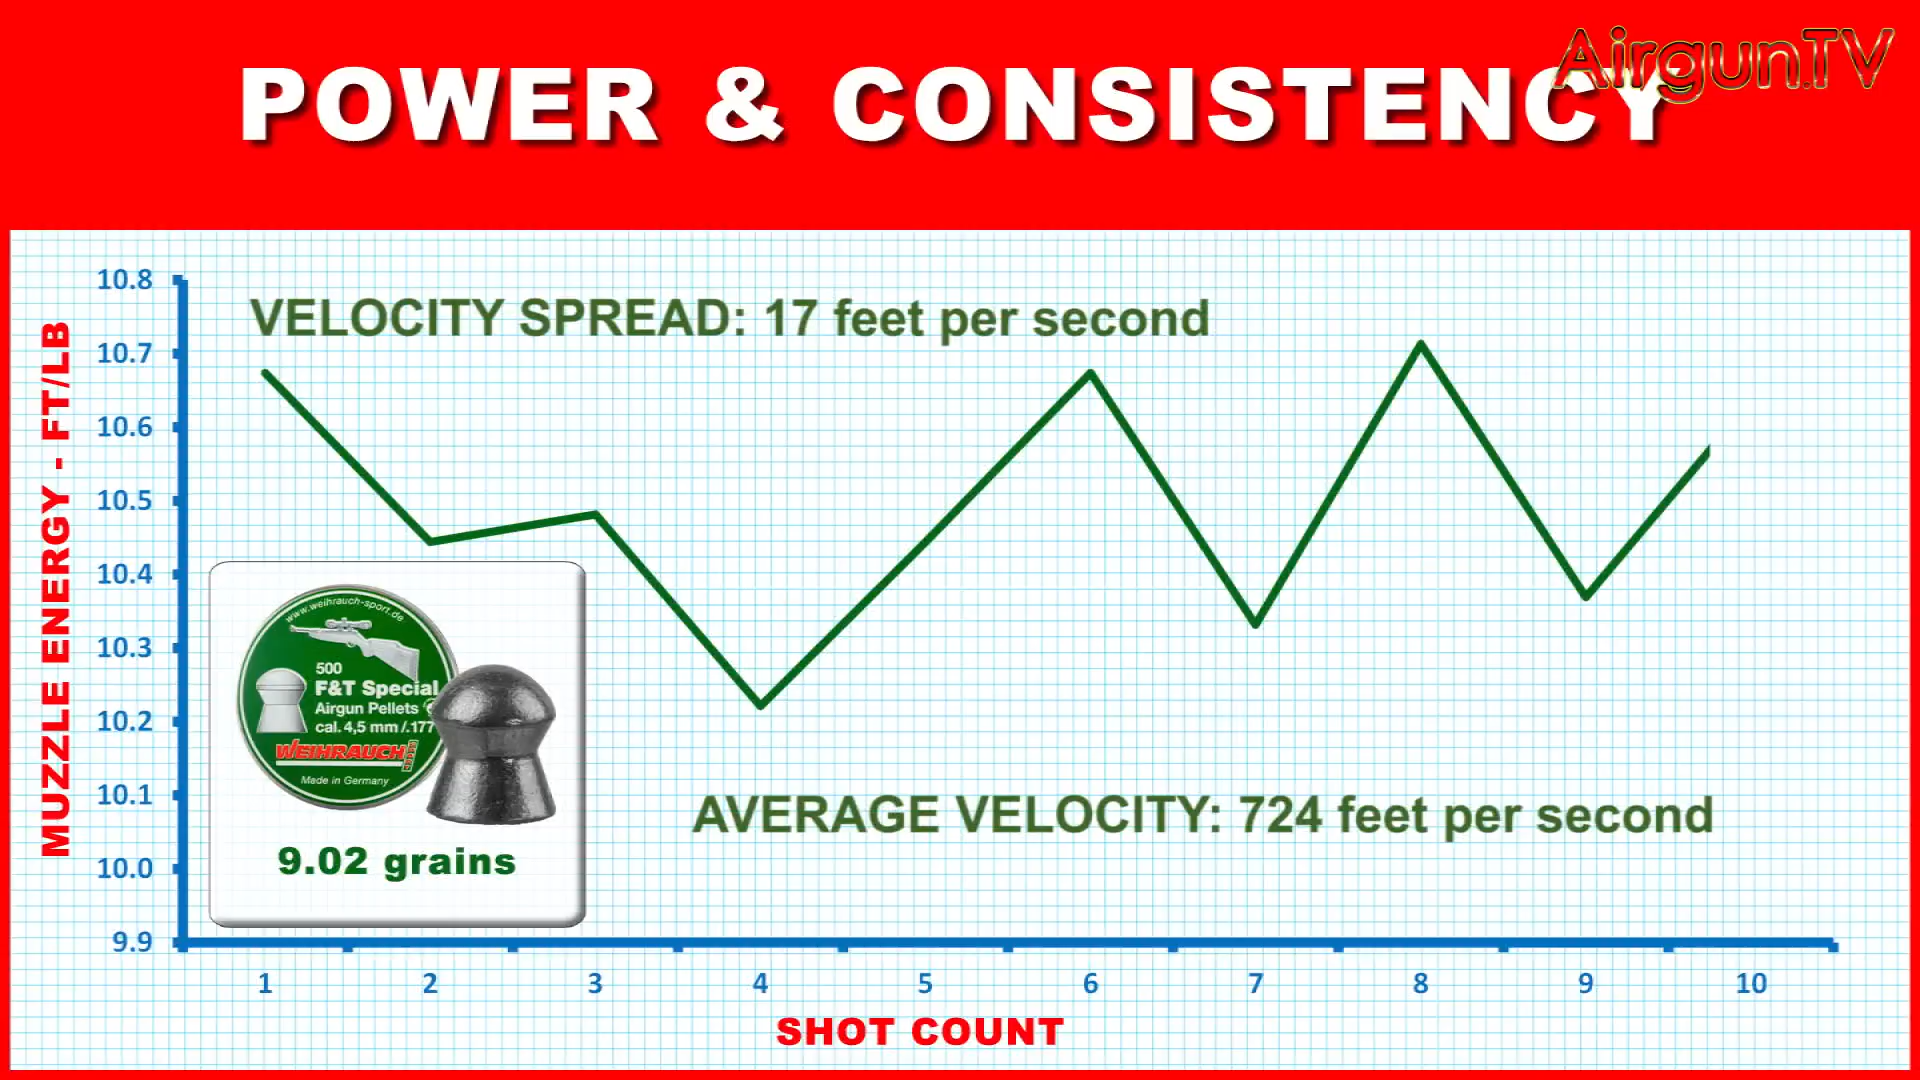 AirgunTV
POWER & CONSISTENCY
VELOCITY SPREAD: 17 feet per second
MUZZLE ENERGY - FT/LB
10.8
10.7
10.6
10.5
10.4
10.3
10.2
10.1
10.0
9.9
www.weihrauch-sport.de
500
F&T Special
Airgun Pellets
cal. 4,5 mm /.177
WEIHRAUCH
Made in Germany
9.02 grains
AVERAGE VELOCITY: 724 feet per second
1 2 3 4 5 6 7 8 9 10
SHOT COUNT